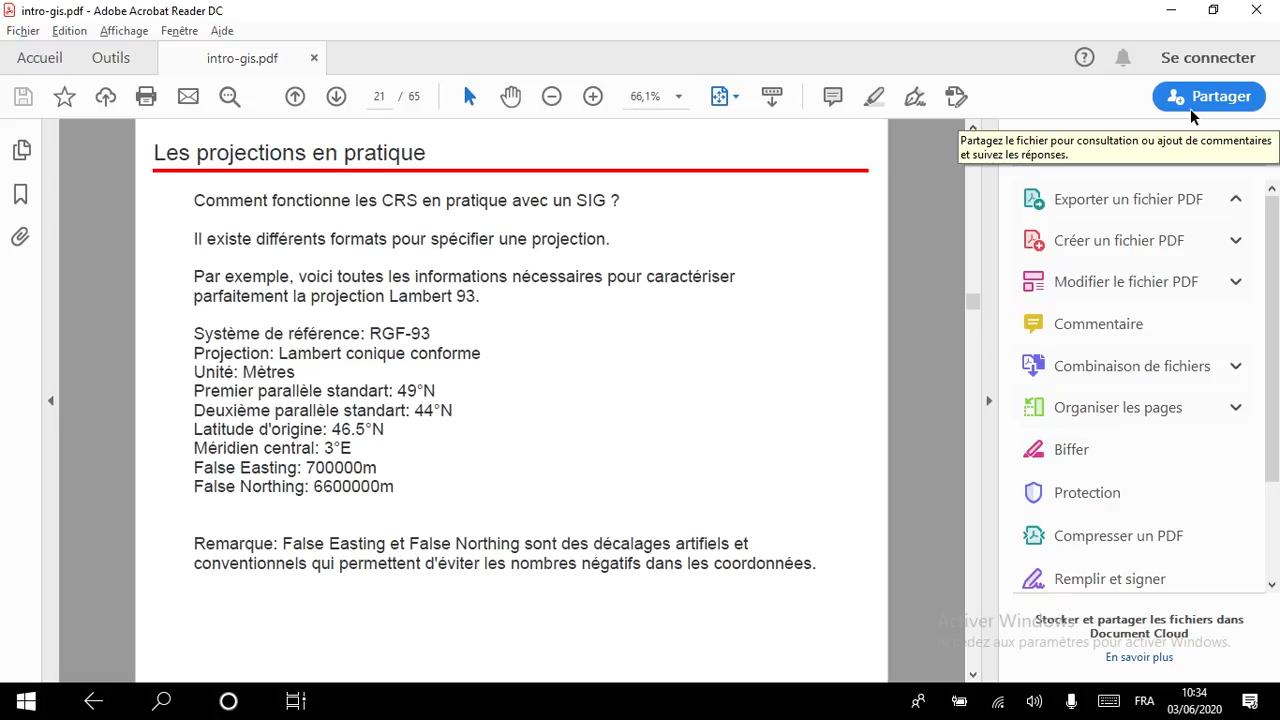 intro-gis.pdf - Adobe Acrobat Reader DC
Fichier Edition Affichage Fenêtre Aide
Accueil Outils intro-gis.pdf × ? Se connecter
21 / 65 66,1% Partager
Partagez le fichier pour consultation ou ajout de commentaires
et suivez les réponses.
Les projections en pratique
Comment fonctionne les CRS en pratique avec un SIG ?
Il existe différents formats pour spécifier une projection.
Par exemple, voici toutes les informations nécessaires pour caractériser
parfaitement la projection Lambert 93.
Système de référence: RGF-93
Projection: Lambert conique conforme
Unité: Mètres
Premier parallèle standart: 49°N
Deuxième parallèle standart: 44°N
Latitude d'origine: 46.5°N
Méridien central: 3°E
False Easting: 700000m
False Northing: 6600000m
Remarque: False Easting et False Northing sont des décalages artifiels et
conventionnels qui permettent d'éviter les nombres négatifs dans les coordonnées.
Exporter un fichier PDF
Créer un fichier PDF
Modifier le fichier PDF
Commentaire
Combinaison de fichiers
Organiser les pages
Biffer
Protection
Compresser un PDF
Remplir et signer
Stocker et partager les fichiers dans
Document Cloud
En savoir plus
Activer Windows
Accédez aux paramètres pour activer Windows.
FRA
10:34
03/06/2020